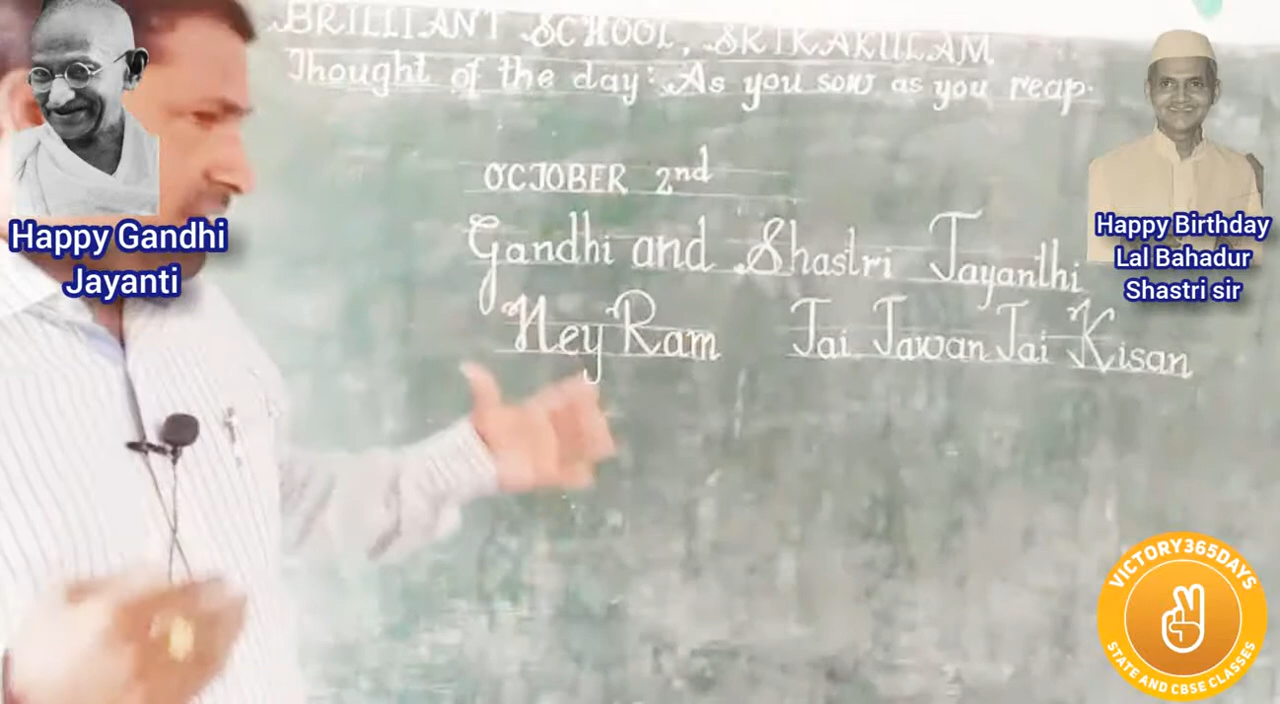 BRILLIANT SCHOOL, SRIKAKULAM
Thought of the day: As you sow as you reap.
OCTOBER 2nd
Gandhi and Shastri Jayanthi
Hey Ram Jai Jawan Jai Kisan
Happy Gandhi
Jayanti
Happy Birthday
Lal Bahadur
Shastri sir
VICTORY365DAYS
STATE AND CBSE CLASSES